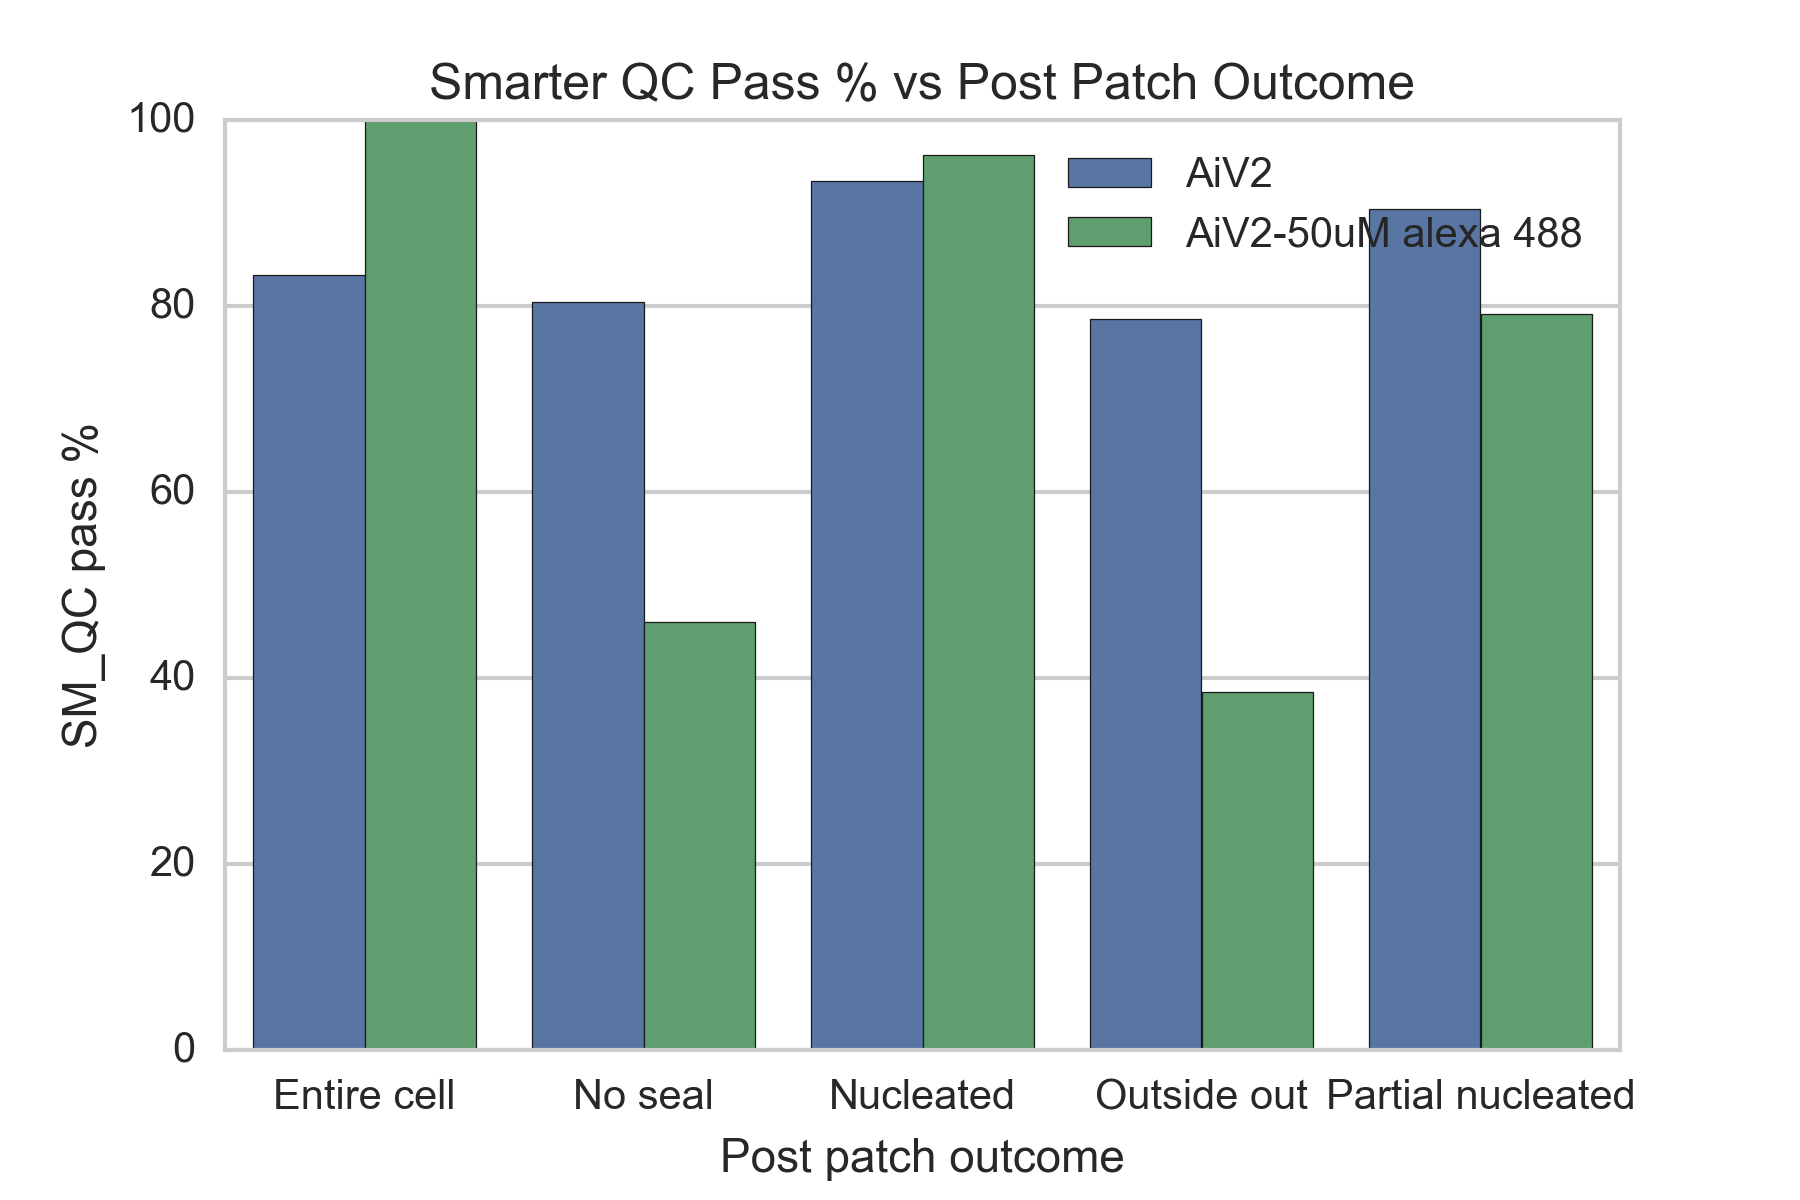 Smarter QC Pass % vs Post Patch Outcome
100
80
60
40
20
0
SM_QC pass %
AiV2
AiV2-50uM alexa 488
Entire cell
No seal
Nucleated
Outside out
Partial nucleated
Post patch outcome